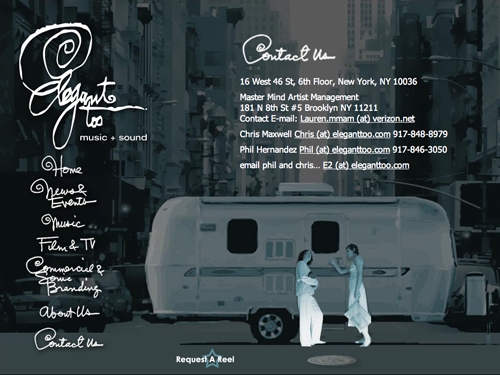 Elegant
too
music + sound
Home
News &
Events
Music
Film & TV
Commercial &
Sonic
Branding
About Us
Contact Us
Contact Us
16 West 46 St, 6th Floor, New York, NY 10036
Master Mind Artist Management
181 N 8th St #5 Brooklyn NY 11211
Contact E-mail: Lauren.mmam (at) verizon.net
Chris Maxwell Chris (at) eleganttoo.com 917-848-8979
Phil Hernandez Phil (at) eleganttoo.com 917-846-3050
email phil and chris... E2 (at) eleganttoo.com
Request A Reel